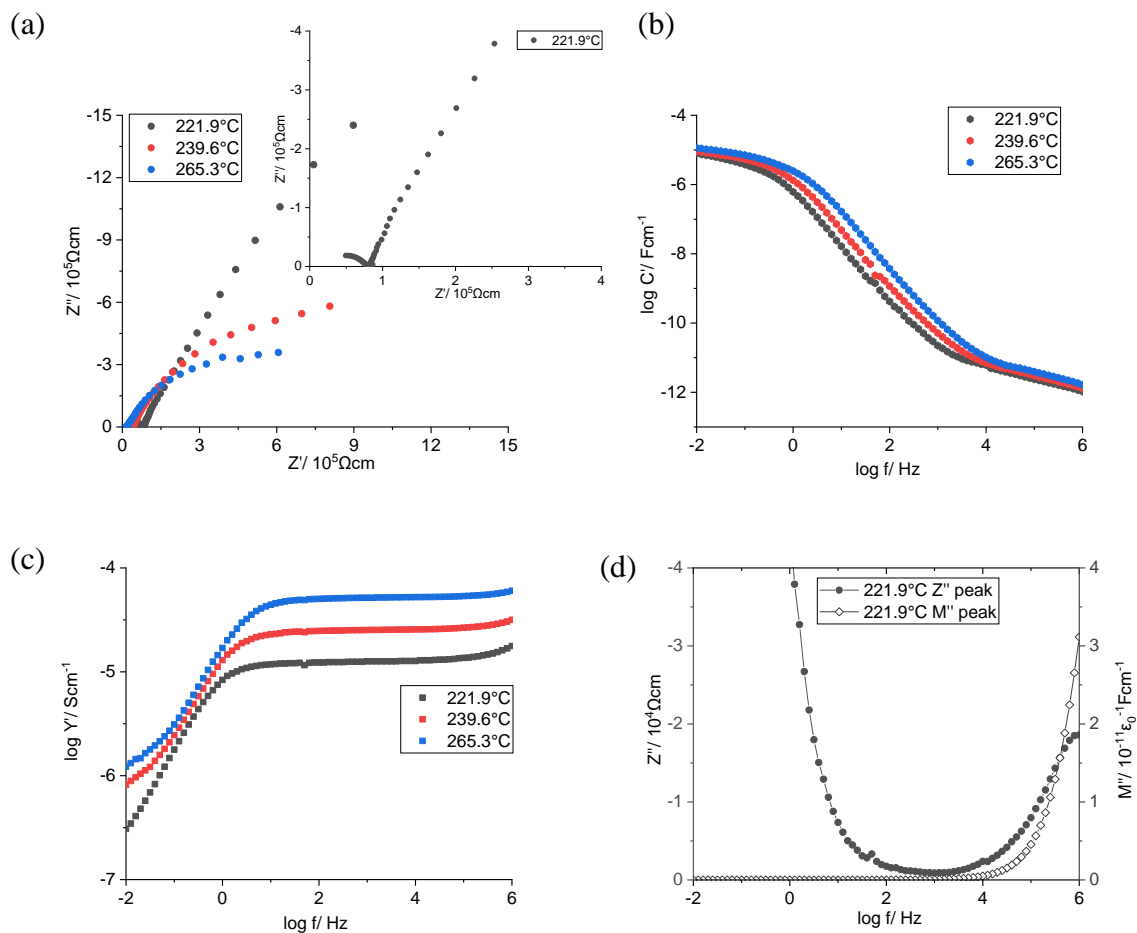 (a)
-15
-12
-9
-6
-3
0
Z''/ 10⁵Ωcm
0 3 6 9 12 15
Z'/ 10⁵Ωcm
221.9°C
239.6°C
265.3°C
-4
-3
-2
-1
0
Z''/ 10⁵Ωcm
0 1 2 3 4
Z'/ 10⁵Ωcm
221.9°C
(b)
-4
-6
-8
-10
-12
log C'/ Fcm⁻¹
-2 0 2 4 6
log f/ Hz
221.9°C
239.6°C
265.3°C
(c)
-4
-5
-6
-7
log Y'/ Scm⁻¹
-2 0 2 4 6
log f/ Hz
221.9°C
239.6°C
265.3°C
(d)
-4
-3
-2
-1
0
Z''/ 10⁴Ωcm
-2 0 2 4 6
log f/ Hz
4
3
2
1
0
M''/ 10⁻¹¹ε₀⁻¹Fcm⁻¹
221.9°C Z'' peak
221.9°C M'' peak